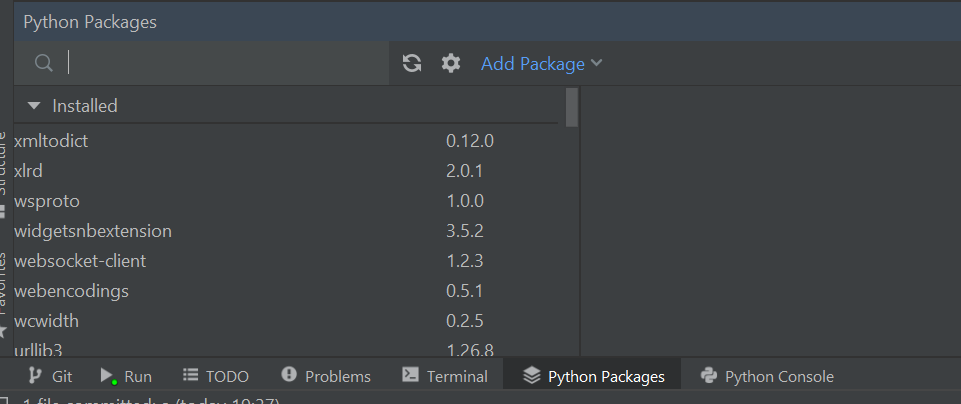 Python Packages
Add Package
Installed
xmltodict 0.12.0
xlrd 2.0.1
wsproto 1.0.0
widgetsnbextension 3.5.2
websocket-client 1.2.3
webencodings 0.5.1
wcwidth 0.2.5
urllib3 1.26.8
Structure
Favorites
Git Run TODO Problems Terminal Python Packages Python Console
1 file committed: a (today 19:37)